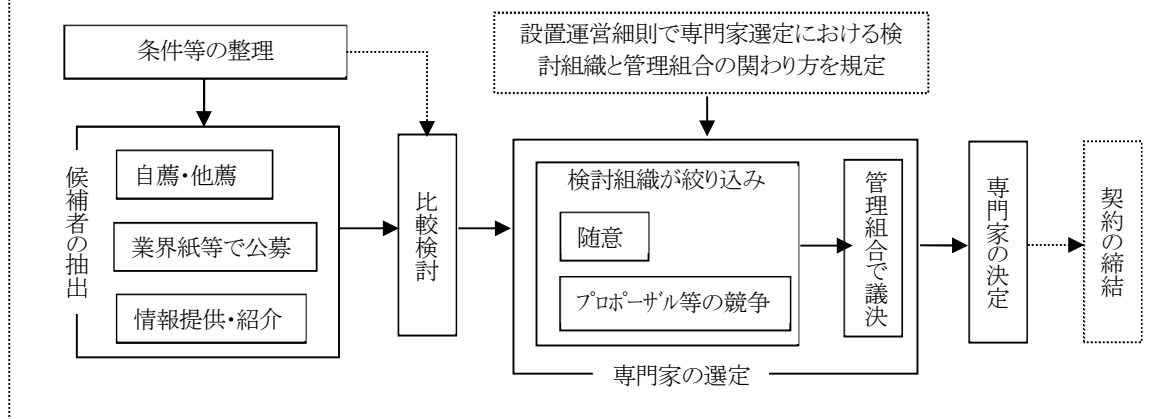 条件等の整理
設置運営細則で専門家選定における検
討組織と管理組合の関わり方を規定
候補者の抽出
自薦・他薦
業界紙等で公募
情報提供・紹介
比較検討
検討組織が絞り込み
随意
ﾌﾟﾛﾎﾟｰｻﾞﾙ等の競争
管理組合で議決
専門家の選定
専門家の決定
契約の締結